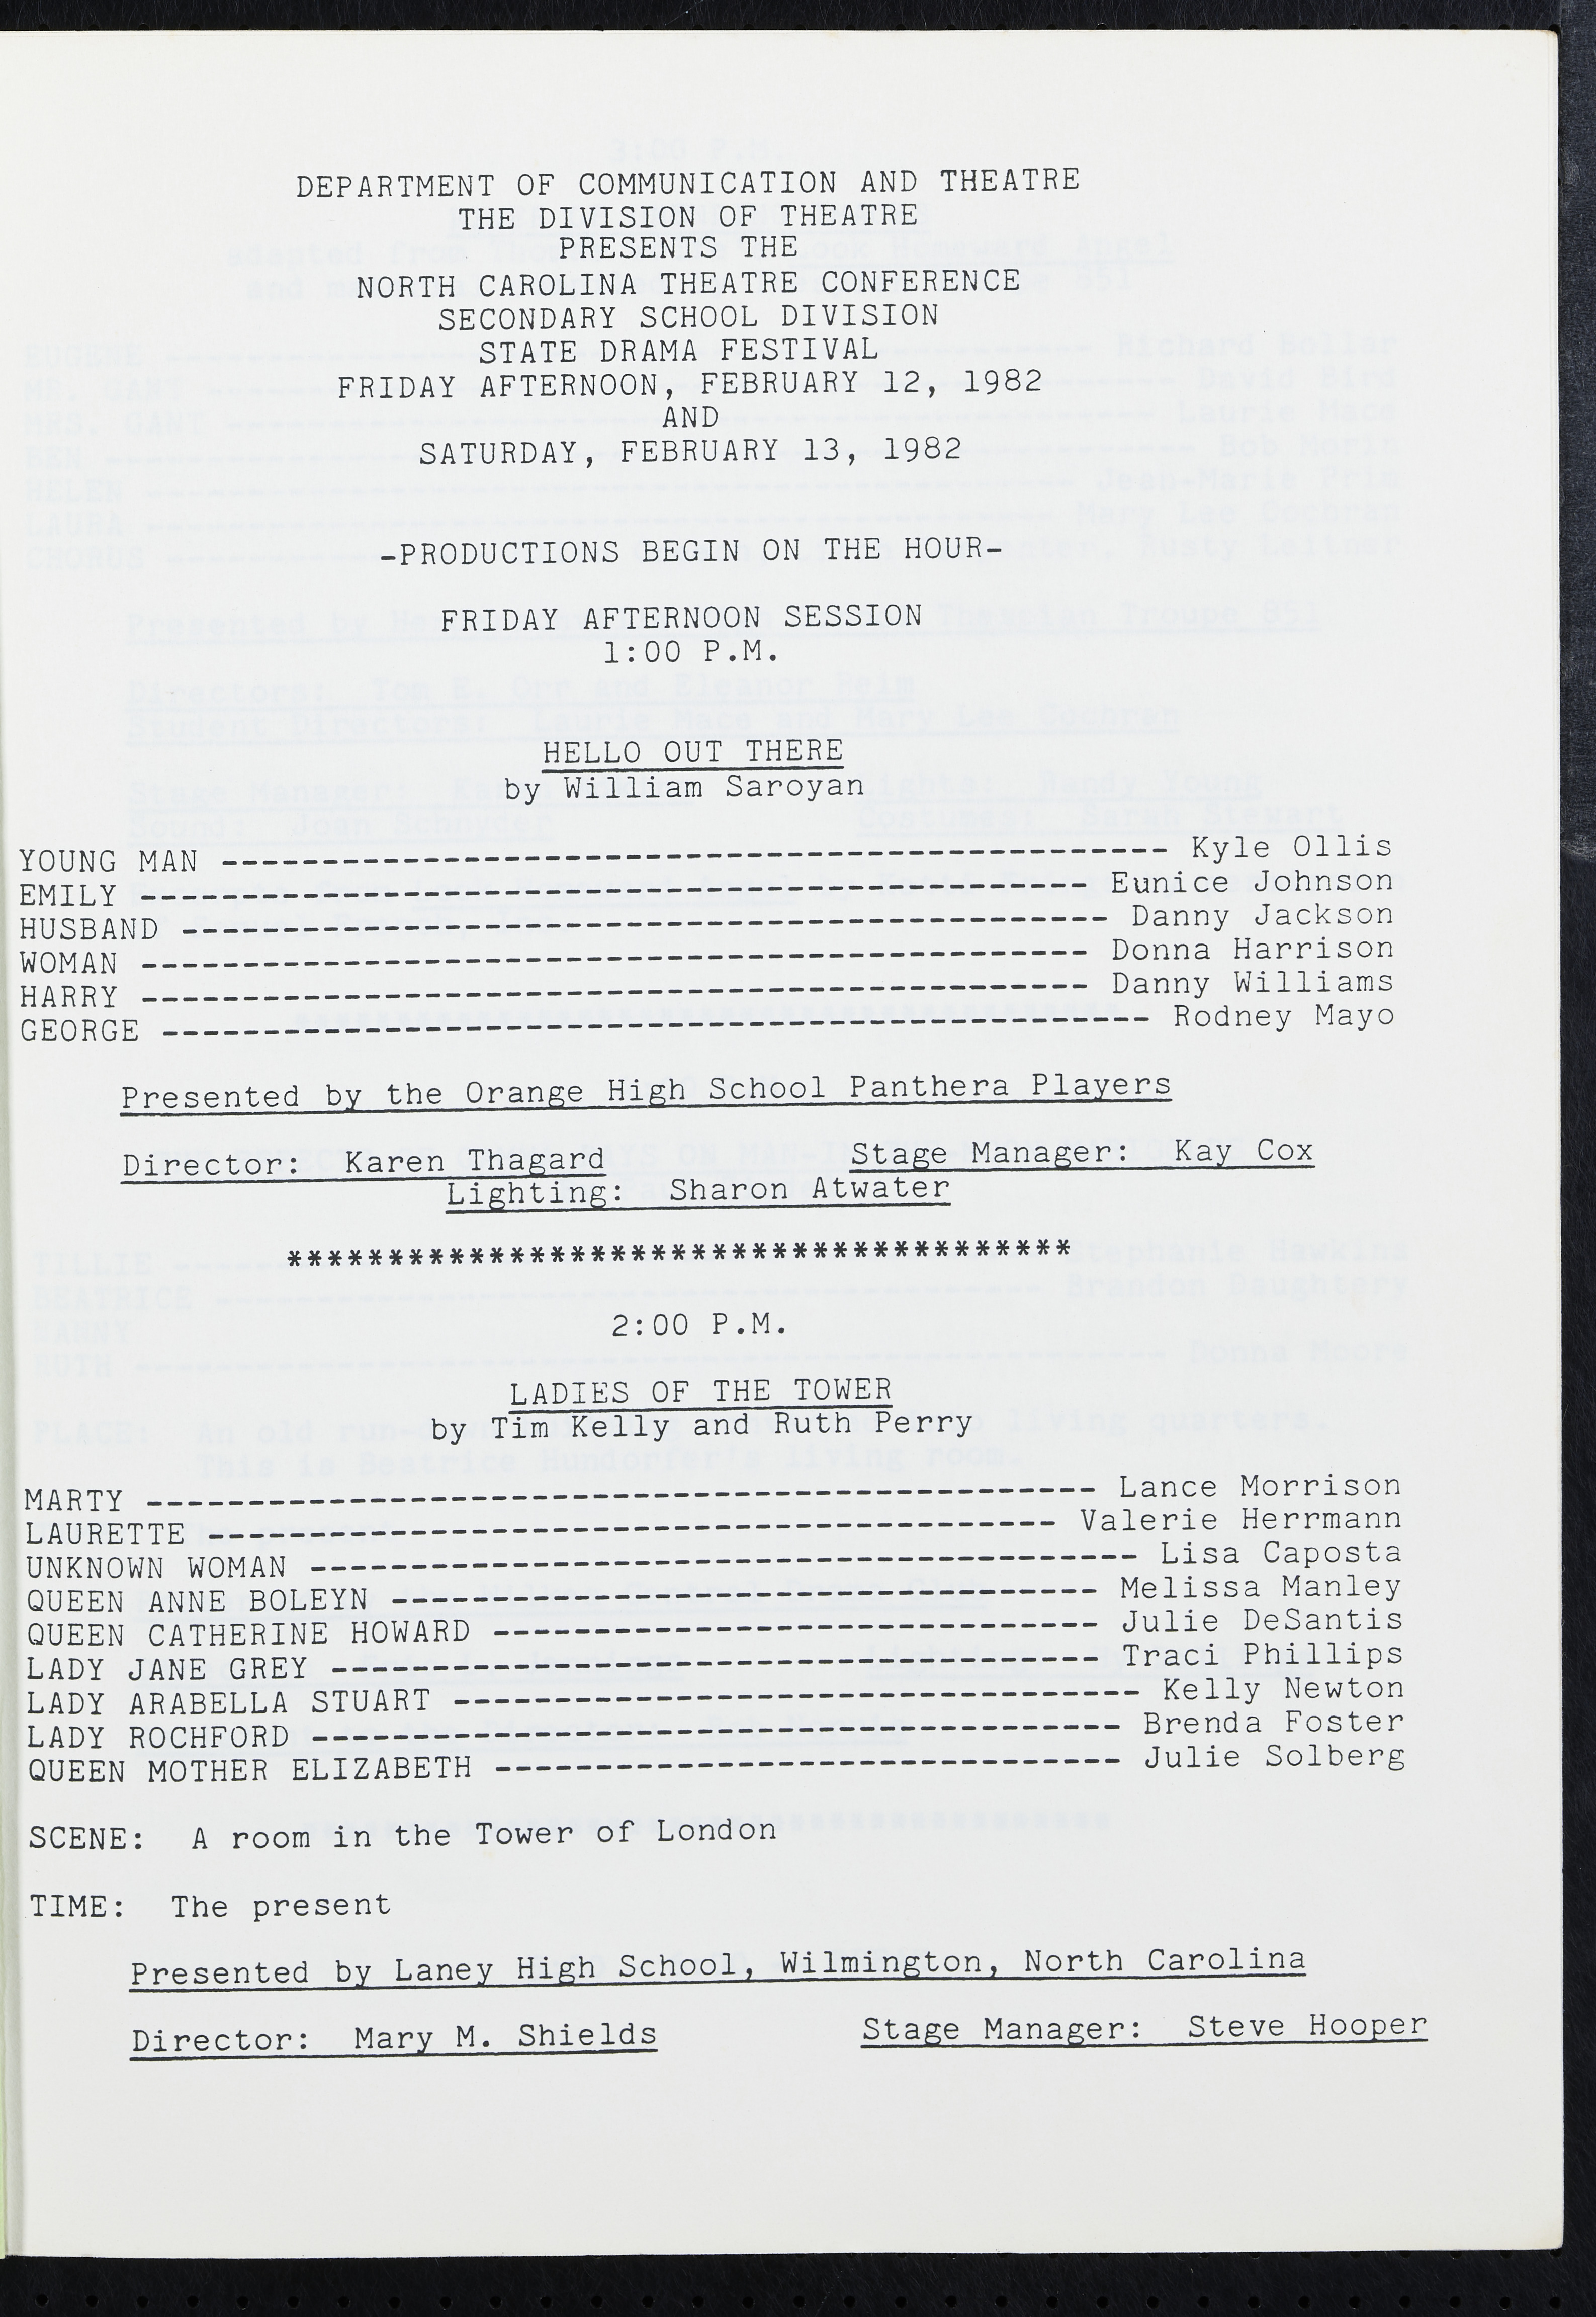 DEPARTMENT OF COMMUNICATION AND THEATRE
THE DIVISION OF THEATRE
PRESENTS THE
NORTH CAROLINA THEATRE CONFERENCE
SECONDARY SCHOOL DIVISION
STATE DRAMA FESTIVAL
FRIDAY AFTERNOON, FEBRUARY 12, 1982
AND
SATURDAY, FEBRUARY 13, 1982
-PRODUCTIONS BEGIN ON THE HOUR-
FRIDAY AFTERNOON SESSION
1:00 P.M.
HELLO OUT THERE
by William Saroyan
YOUNG MAN ----------------------------------------------- Kyle Ollis
EMILY ----------------------------------------------- Eunice Johnson
HUSBAND ---------------------------------------------- Danny Jackson
WOMAN ----------------------------------------------- Donna Harrison
HARRY ----------------------------------------------- Danny Williams
GEORGE ------------------------------------------------- Rodney Mayo
Presented by the Orange High School Panthera Players
Director: Karen Thagard Stage Manager: Kay Cox
Lighting: Sharon Atwater
***************************************
2:00 P.M.
LADIES OF THE TOWER
by Tim Kelly and Ruth Perry
MARTY ----------------------------------------------- Lance Morrison
LAURETTE ------------------------------------------ Valerie Herrmann
UNKNOWN WOMAN ----------------------------------------- Lisa Caposta
QUEEN ANNE BOLEYN ----------------------------------- Melissa Manley
QUEEN CATHERINE HOWARD ------------------------------ Julie DeSantis
LADY JANE GREY -------------------------------------- Traci Phillips
LADY ARABELLA STUART ---------------------------------- Kelly Newton
LADY ROCHFORD ---------------------------------------- Brenda Foster
QUEEN MOTHER ELIZABETH ------------------------------- Julie Solberg
SCENE: A room in the Tower of London
TIME: The present
Presented by Laney High School, Wilmington, North Carolina
Director: Mary M. Shields Stage Manager: Steve Hooper